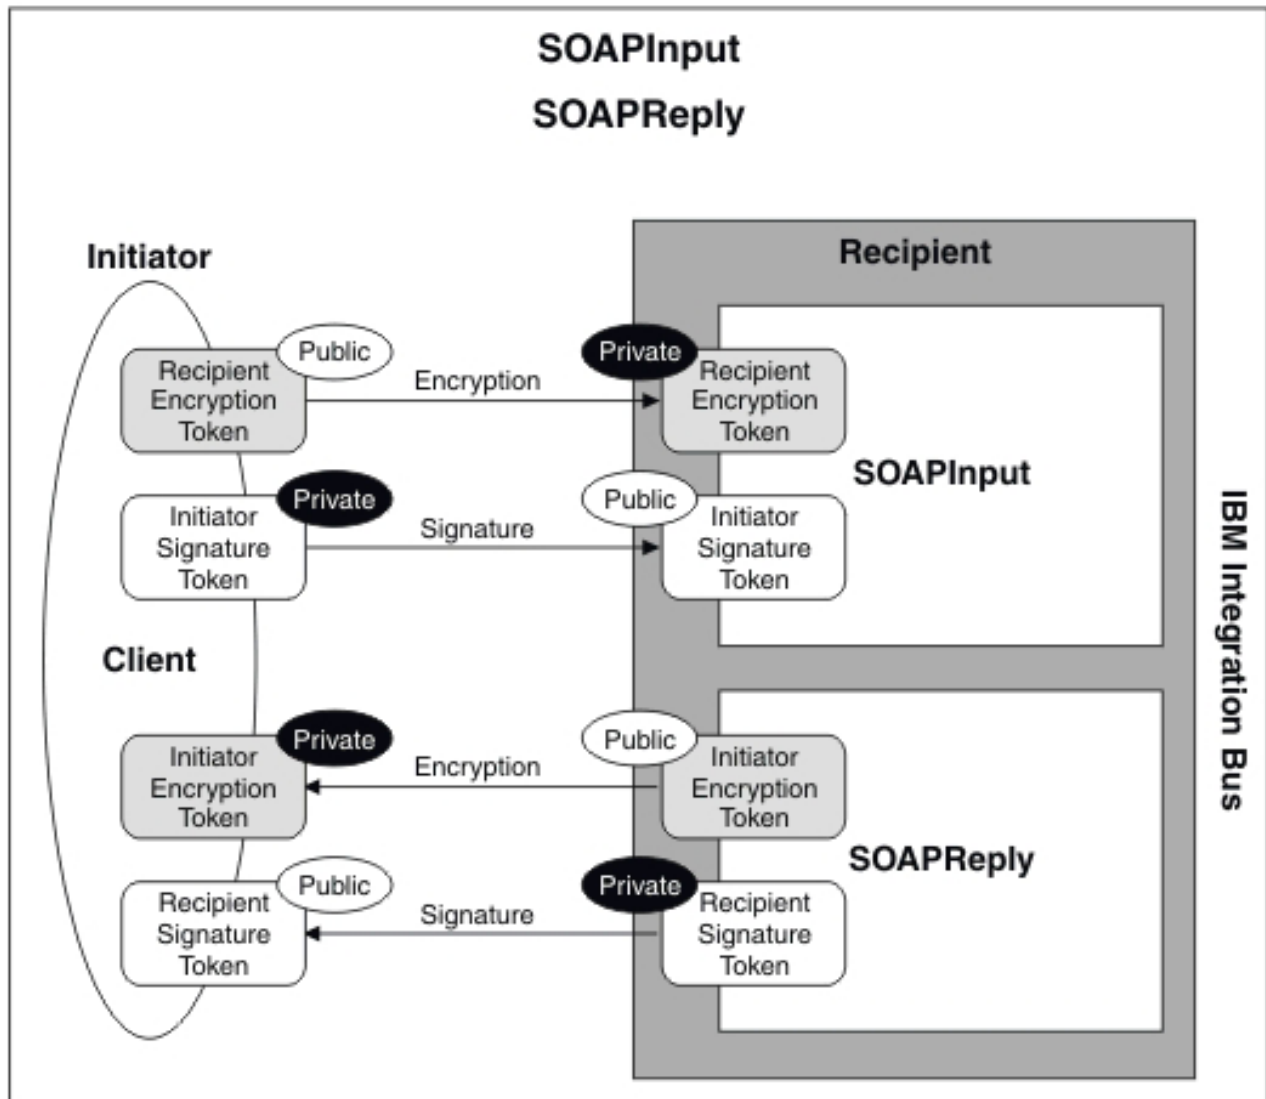 SOAPInput
SOAPReply
Initiator
Recipient
Public
Private
Recipient
Encryption
Token
Encryption
Recipient
Encryption
Token
SOAPInput
Private
Public
Initiator
Signature
Token
Signature
Initiator
Signature
Token
IBM Integration Bus
Client
Private
Public
Initiator
Encryption
Token
Encryption
Initiator
Encryption
Token
SOAPReply
Public
Private
Recipient
Signature
Token
Signature
Recipient
Signature
Token